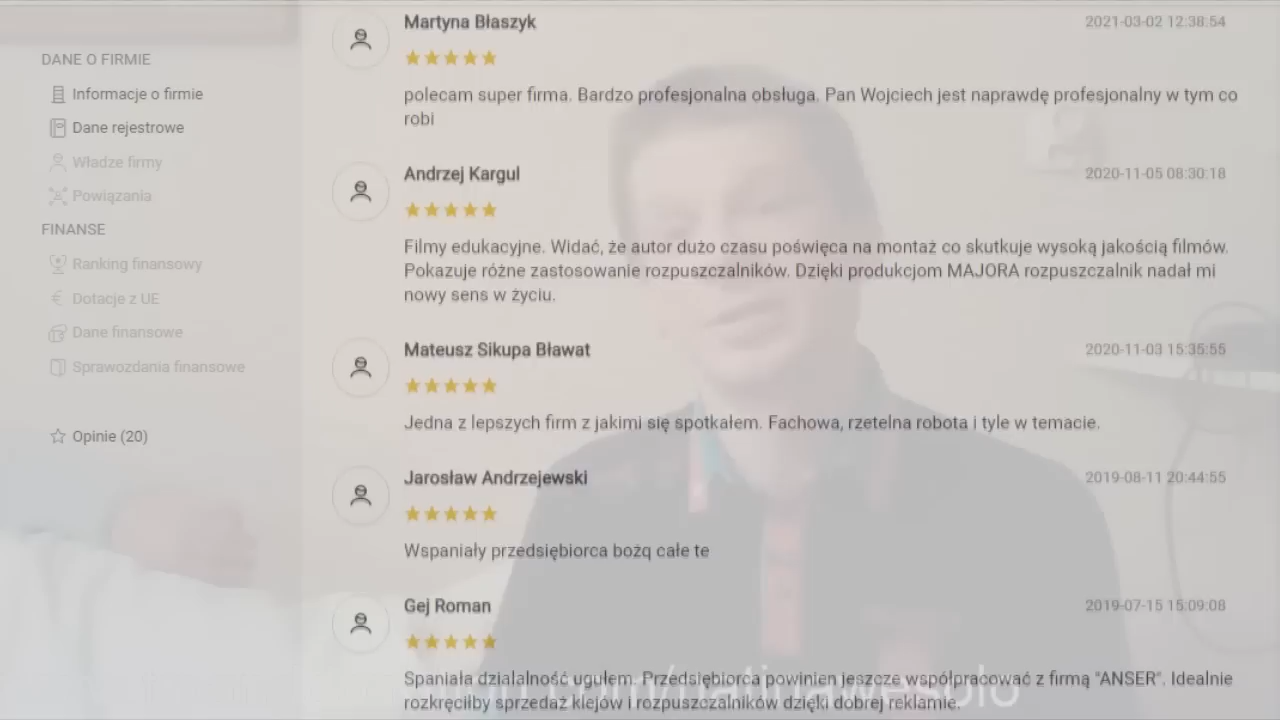 DANE O FIRMIE
Informacje o firmie
Dane rejestrowe
Władze firmy
Powiązania
FINANSE
Ranking finansowy
Dotacje z UE
Dane finansowe
Sprawozdania finansowe
Opinie (20)
Martyna Błaszyk
2021-03-02 12:38:54
polecam super firma. Bardzo profesjonalna obsługa. Pan Wojciech jest naprawdę profesjonalny w tym co
robi
Andrzej Kargul
2020-11-05 08:30:18
Filmy edukacyjne. Widać, że autor dużo czasu poświęca na montaż co skutkuje wysoką jakością filmów.
Pokazuje różne zastosowanie rozpuszczalników. Dzięki produkcjom MAJORA rozpuszczalnik nadał mi
nowy sens w życiu.
Mateusz Sikupa Bławat
2020-11-03 15:35:55
Jedna z lepszych firm z jakimi się spotkałem. Fachowa, rzetelna robota i tyle w temacie.
Jarosław Andrzejewski
2019-08-11 20:44:55
Wspaniały przedsiębiorca bożq całe te
Gej Roman
2019-07-15 15:09:08
Spaniała dzialalność ugułem. Przedsiębiorca powinien jeszcze współpracować z firmą "ANSER". Idealnie
rozkręciłby sprzedaż klejów i rozpuszczalników dzięki dobrej reklamie.